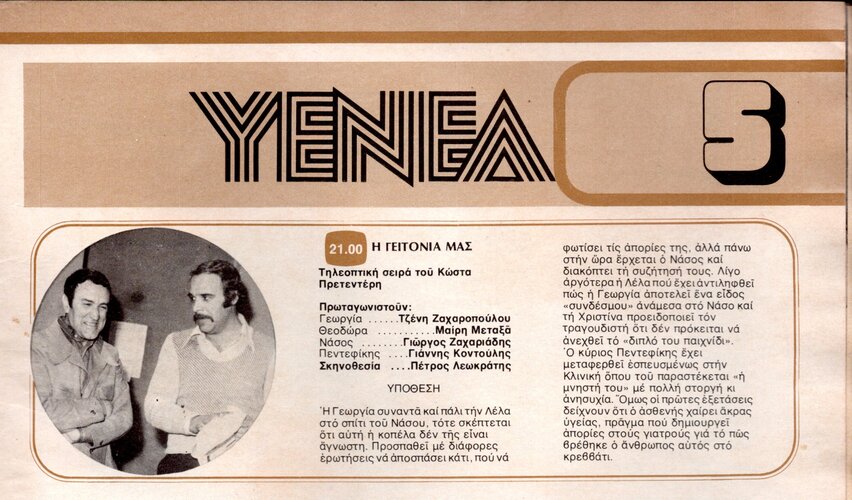 ΥΕΝΕΔ
5
21.00 Η ΓΕΙΤΟΝΙΑ ΜΑΣ
Τηλεοπτική σειρά τοῦ Κώστα
Πρετεντέρη
Πρωταγωνιστοῦν:
Γεωργία ......Τζένη Ζαχαροπούλου
Θεοδώρα ............Μαίρη Μεταξᾶ
Νάσος ........Γιῶργος Ζαχαριάδης
Πεντεφίκης ....Γιάννης Κοντούλης
Σκηνοθεσία ....Πέτρος Λεωκράτης
ΥΠΟΘΕΣΗ
Ἡ Γεωργία συναντᾶ καί πάλι τήν Λέλα
στό σπίτι τοῦ Νάσου, τότε σκέπτεται
ὅτι αὐτή ἡ κοπέλα δέν τῆς εἶναι
ἄγνωστη. Προσπαθεῖ μέ διάφορες
ἐρωτήσεις νά ἀποσπάσει κάτι, πού νά
φωτίσει τίς ἀπορίες της, ἀλλά πάνω
στήν ὥρα ἔρχεται ὁ Νάσος καί
διακόπτει τή συζήτησή τους. Λίγο
ἀργότερα ἡ Λέλα πού ἔχει ἀντιληφθεῖ
πώς ἡ Γεωργία ἀποτελεῖ ἕνα εἶδος
«συνδέσμου» ἀνάμεσα στό Νάσο καί
τή Χριστίνα προειδοποιεῖ τόν
τραγουδιστή ὅτι δέν πρόκειται νά
ἀνεχθεῖ τό «διπλό του παιχνίδι».
Ὁ κύριος Πεντεφίκης ἔχει
μεταφερθεῖ ἐσπευσμένως στήν
Κλινική ὅπου τοῦ παραστέκεται «ἡ
μνηστή του» μέ πολλή στοργή κι
ἀνησυχία. Ὅμως οἱ πρῶτες ἐξετάσεις
δείχνουν ὅτι ὁ ἀσθενής χαίρει ἄκρας
ὑγείας, πράγμα πού δημιουργεῖ
ἀπορίες στούς γιατρούς γιά τό πῶς
βρέθηκε ὁ ἄνθρωπος αὐτός στό
κρεββάτι.